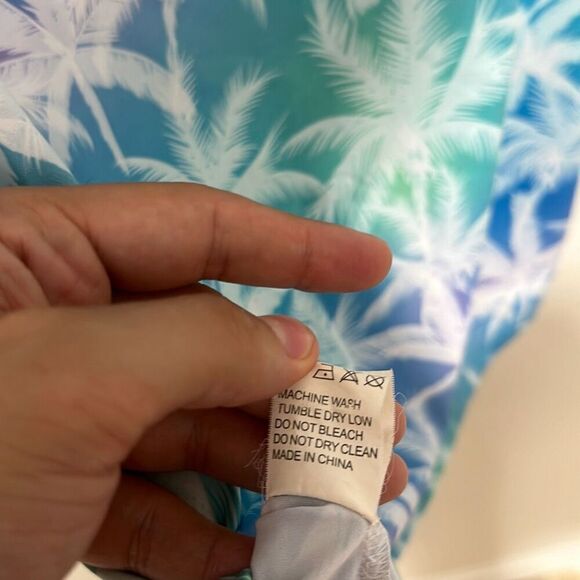 MACHINE WASH
TUMBLE DRY LOW
DO NOT BLEACH
DO NOT DRY CLEAN
MADE IN CHINA